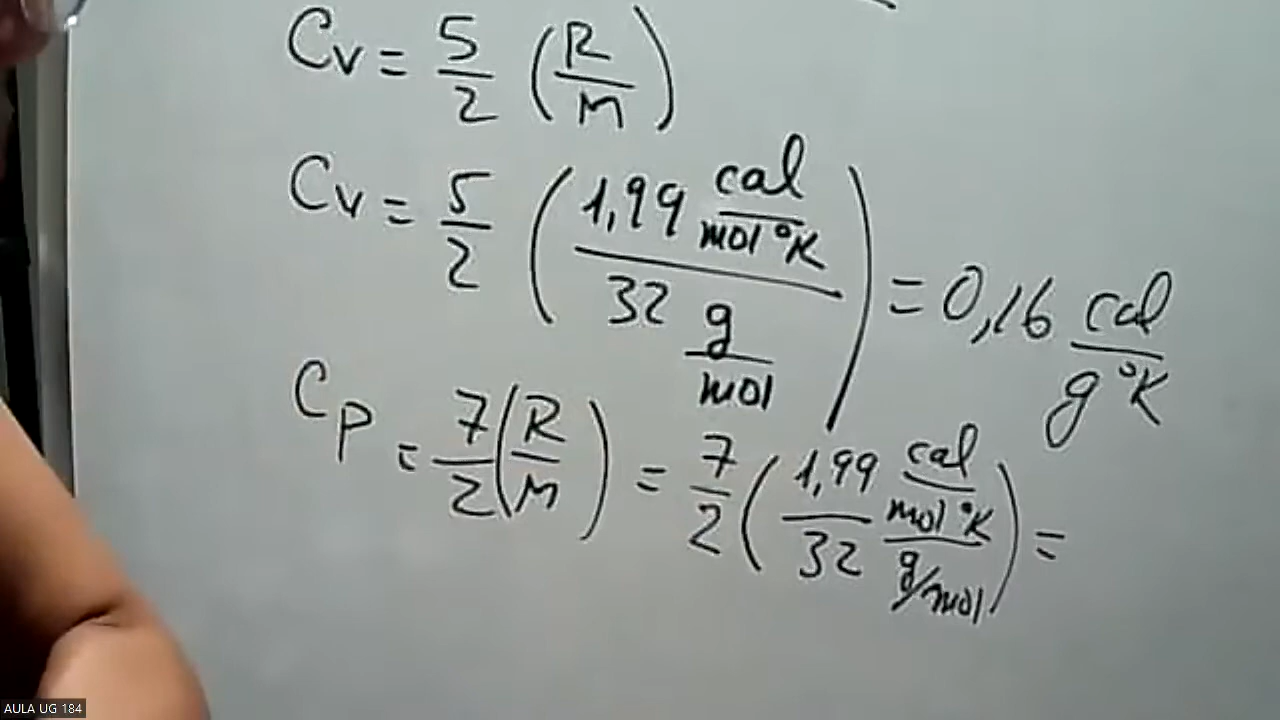 Cv = 5/2 (R/M)
Cv = 5/2 (1,99 cal/mol°K / 32 g/mol) = 0,16 cal/g°K
Cp = 7/2 (R/M) = 7/2 (1,99 cal/mol°K / 32 g/mol) =
AULA UG 184